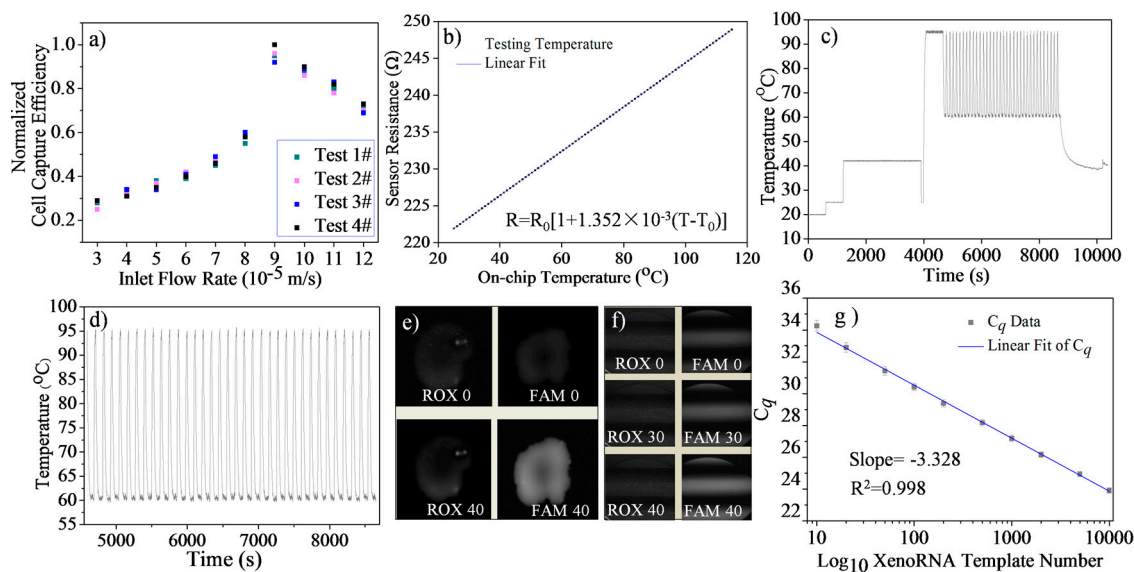 a)
Normalized
Cell Capture Efficiency
1.0
0.8
0.6
0.4
0.2
Test 1#
Test 2#
Test 3#
Test 4#
3 4 5 6 7 8 9 10 11 12
Inlet Flow Rate (10⁻⁵ m/s)
b)
Sensor Resistance (Ω)
250
245
240
235
230
225
220
Testing Temperature
Linear Fit
R=R₀[1+1.352×10⁻³(T-T₀)]
20 40 60 80 100 120
On-chip Temperature (°C)
c)
Temperature (°C)
100
90
80
70
60
50
40
30
20
10
0 2000 4000 6000 8000 10000
Time (s)
d)
Temperature (°C)
100
95
90
85
80
75
70
65
60
55
5000 6000 7000 8000
Time (s)
e)
ROX 0 FAM 0
ROX 40 FAM 40
f)
ROX 0 FAM 0
ROX 30 FAM 30
ROX 40 FAM 40
g )
Cq
36
34
32
30
28
26
24
22
Cq Data
Linear Fit of Cq
Slope= -3.328
R²=0.998
10 100 1000 10000
Log₁₀ XenoRNA Template Number